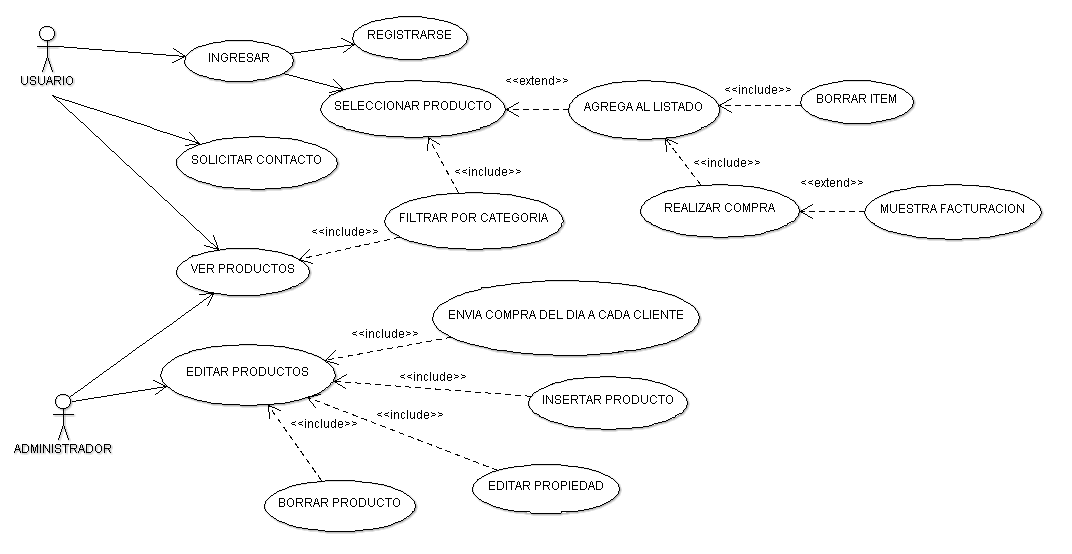 REGISTRARSE
INGRESAR
USUARIO
<<extend>>
<<include>>
SELECCIONAR PRODUCTO
AGREGA AL LISTADO
BORRAR ITEM
SOLICITAR CONTACTO
<<include>>
<<include>>
<<extend>>
FILTRAR POR CATEGORIA
REALIZAR COMPRA
MUESTRA FACTURACION
<<include>>
VER PRODUCTOS
ENVIA COMPRA DEL DIA A CADA CLIENTE
<<include>>
EDITAR PRODUCTOS
<<include>>
INSERTAR PRODUCTO
<<include>>
<<include>>
ADMINISTRADOR
EDITAR PROPIEDAD
BORRAR PRODUCTO